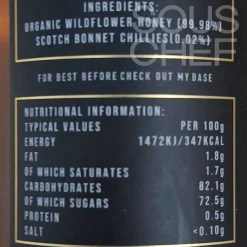 SOUS
CHEF
INGREDIENTS:
ORGANIC WILDFLOWER HONEY (99.98%)
SCOTCH BONNET CHILLIES(0.02%)
FOR BEST BEFORE CHECK OUT MY BASE
NUTRITIONAL INFORMATION:
TYPICAL VALUES PER 100g
ENERGY 1472KJ/347KCAL
FAT 1.8g
OF WHICH SATURATES 1.7g
CARBOHYDRATES 82.1g
OF WHICH SUGARS 72.5g
PROTEIN 0.5g
SALT <0.10g